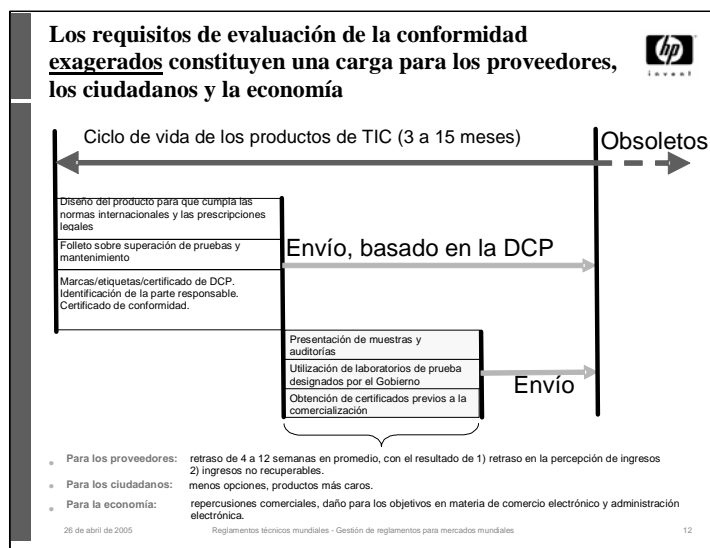 Los requisitos de evaluación de la conformidad
exagerados constituyen una carga para los proveedores,
los ciudadanos y la economía
hp
invent
Ciclo de vida de los productos de TIC (3 a 15 meses)
Obsoletos
Diseño del producto para que cumpla las
normas internacionales y las prescripciones
legales
Folleto sobre superación de pruebas y
mantenimiento
Envío, basado en la DCP
Marcas/etiquetas/certificado de DCP.
Identificación de la parte responsable.
Certificado de conformidad.
Presentación de muestras y
auditorías
Utilización de laboratorios de prueba
designados por el Gobierno
Envío
Obtención de certificados previos a la
comercialización
Para los proveedores: retraso de 4 a 12 semanas en promedio, con el resultado de 1) retraso en la percepción de ingresos
2) ingresos no recuperables.
Para los ciudadanos: menos opciones, productos más caros.
Para la economía: repercusiones comerciales, daño para los objetivos en materia de comercio electrónico y administración
electrónica.
26 de abril de 2005 Reglamentos técnicos mundiales - Gestión de reglamentos para mercados mundiales 12